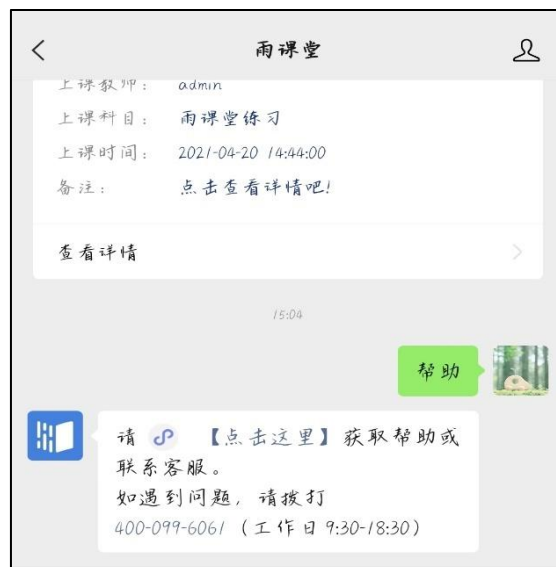 雨课堂
上课教师： admin
上课科目： 雨课堂练习
上课时间： 2021-04-20 14:44:00
备注： 点击查看详情吧!
查看详情
15:04
帮助
请 【点击这里】获取帮助或
联系客服。
如遇到问题，请拨打
400-099-6061（工作日9:30-18:30）